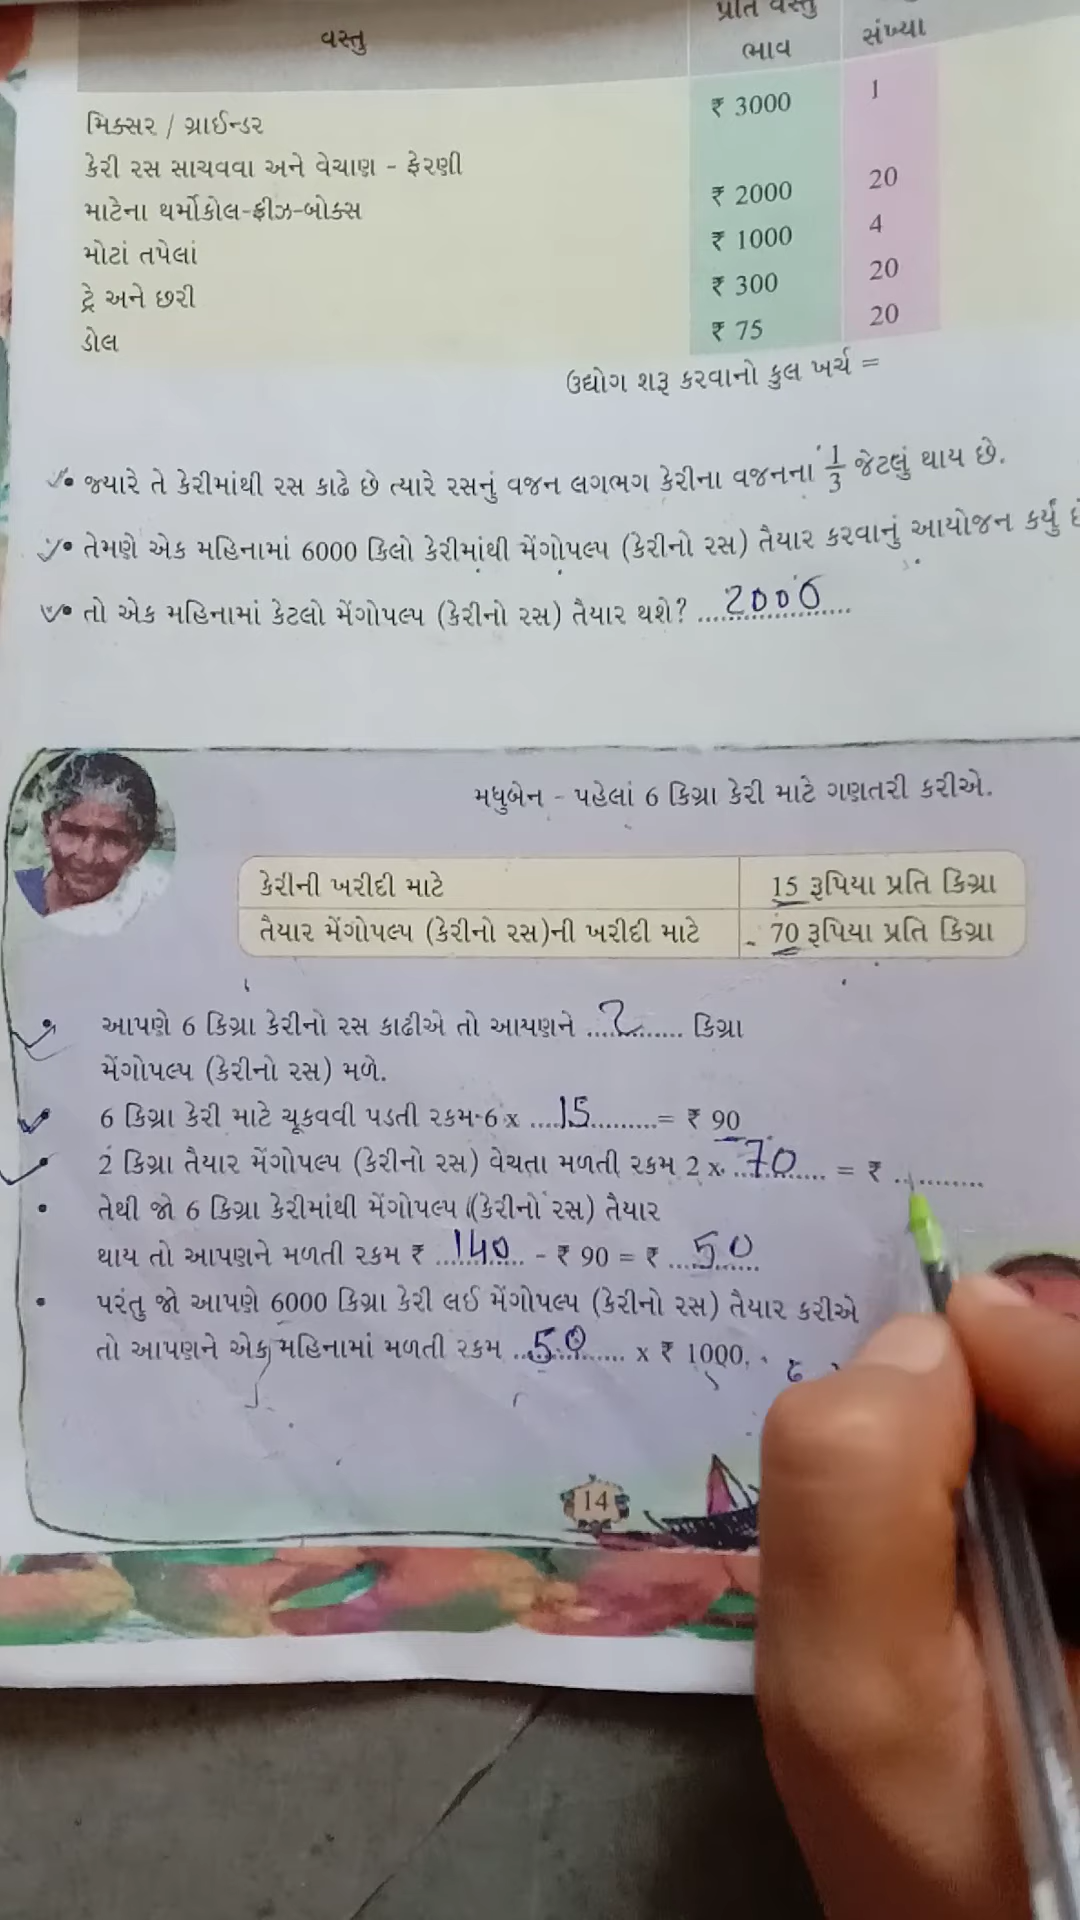 વસ્તુ પ્રતિ વસ્તુ ભાવ સંખ્યા
મિક્સર / ગ્રાઈન્ડર ₹ 3000 1
કેરી રસ સાચવવા અને વેચાણ - ફેરણી
માટેના થર્મોકોલ-ફ્રીઝ-બોક્સ ₹ 2000 20
મોટાં તપેલાં ₹ 1000 4
ટ્રે અને છરી ₹ 300 20
ડોલ ₹ 75 20
ઉદ્યોગ શરૂ કરવાનો કુલ ખર્ચ =
• જ્યારે તે કેરીમાંથી રસ કાઢે છે ત્યારે રસનું વજન લગભગ કેરીના વજનના 1/3 જેટલું થાય છે.
• તેમણે એક મહિનામાં 6000 કિલો કેરીમાંથી મેંગોપલ્પ (કેરીનો રસ) તૈયાર કરવાનું આયોજન કર્યું
• તો એક મહિનામાં કેટલો મેંગોપલ્પ (કેરીનો રસ) તૈયાર થશે? ...2000...
મધુબેન - પહેલાં 6 કિગ્રા કેરી માટે ગણતરી કરીએ.
કેરીની ખરીદી માટે 15 રૂપિયા પ્રતિ કિગ્રા
તૈયાર મેંગોપલ્પ (કેરીનો રસ)ની ખરીદી માટે 70 રૂપિયા પ્રતિ કિગ્રા
• આપણે 6 કિગ્રા કેરીનો રસ કાઢીએ તો આયણને ....2...... કિગ્રા
મેંગોપલ્પ (કેરીનો રસ) મળે.
• 6 કિગ્રા કેરી માટે ચૂકવવી પડતી રકમ-6 x ....15.........= ₹ 90
• 2 કિગ્રા તૈયાર મેંગોપલ્પ (કેરીનો રસ) વેચતા મળતી રકમ 2 x ...70..... = ₹ ............
• તેથી જો 6 કિગ્રા કેરીમાંથી મેંગોપલ્પ (કેરીનો રસ) તૈયાર
થાય તો આપણને મળતી રકમ ₹ ...140... - ₹ 90 = ₹ ....50....
• પરંતુ જો આપણે 6000 કિગ્રા કેરી લઈ મેંગોપલ્પ (કેરીનો રસ) તૈયાર કરીએ
તો આપણને એક મહિનામાં મળતી રકમ ...50....... x ₹ 1000.
14